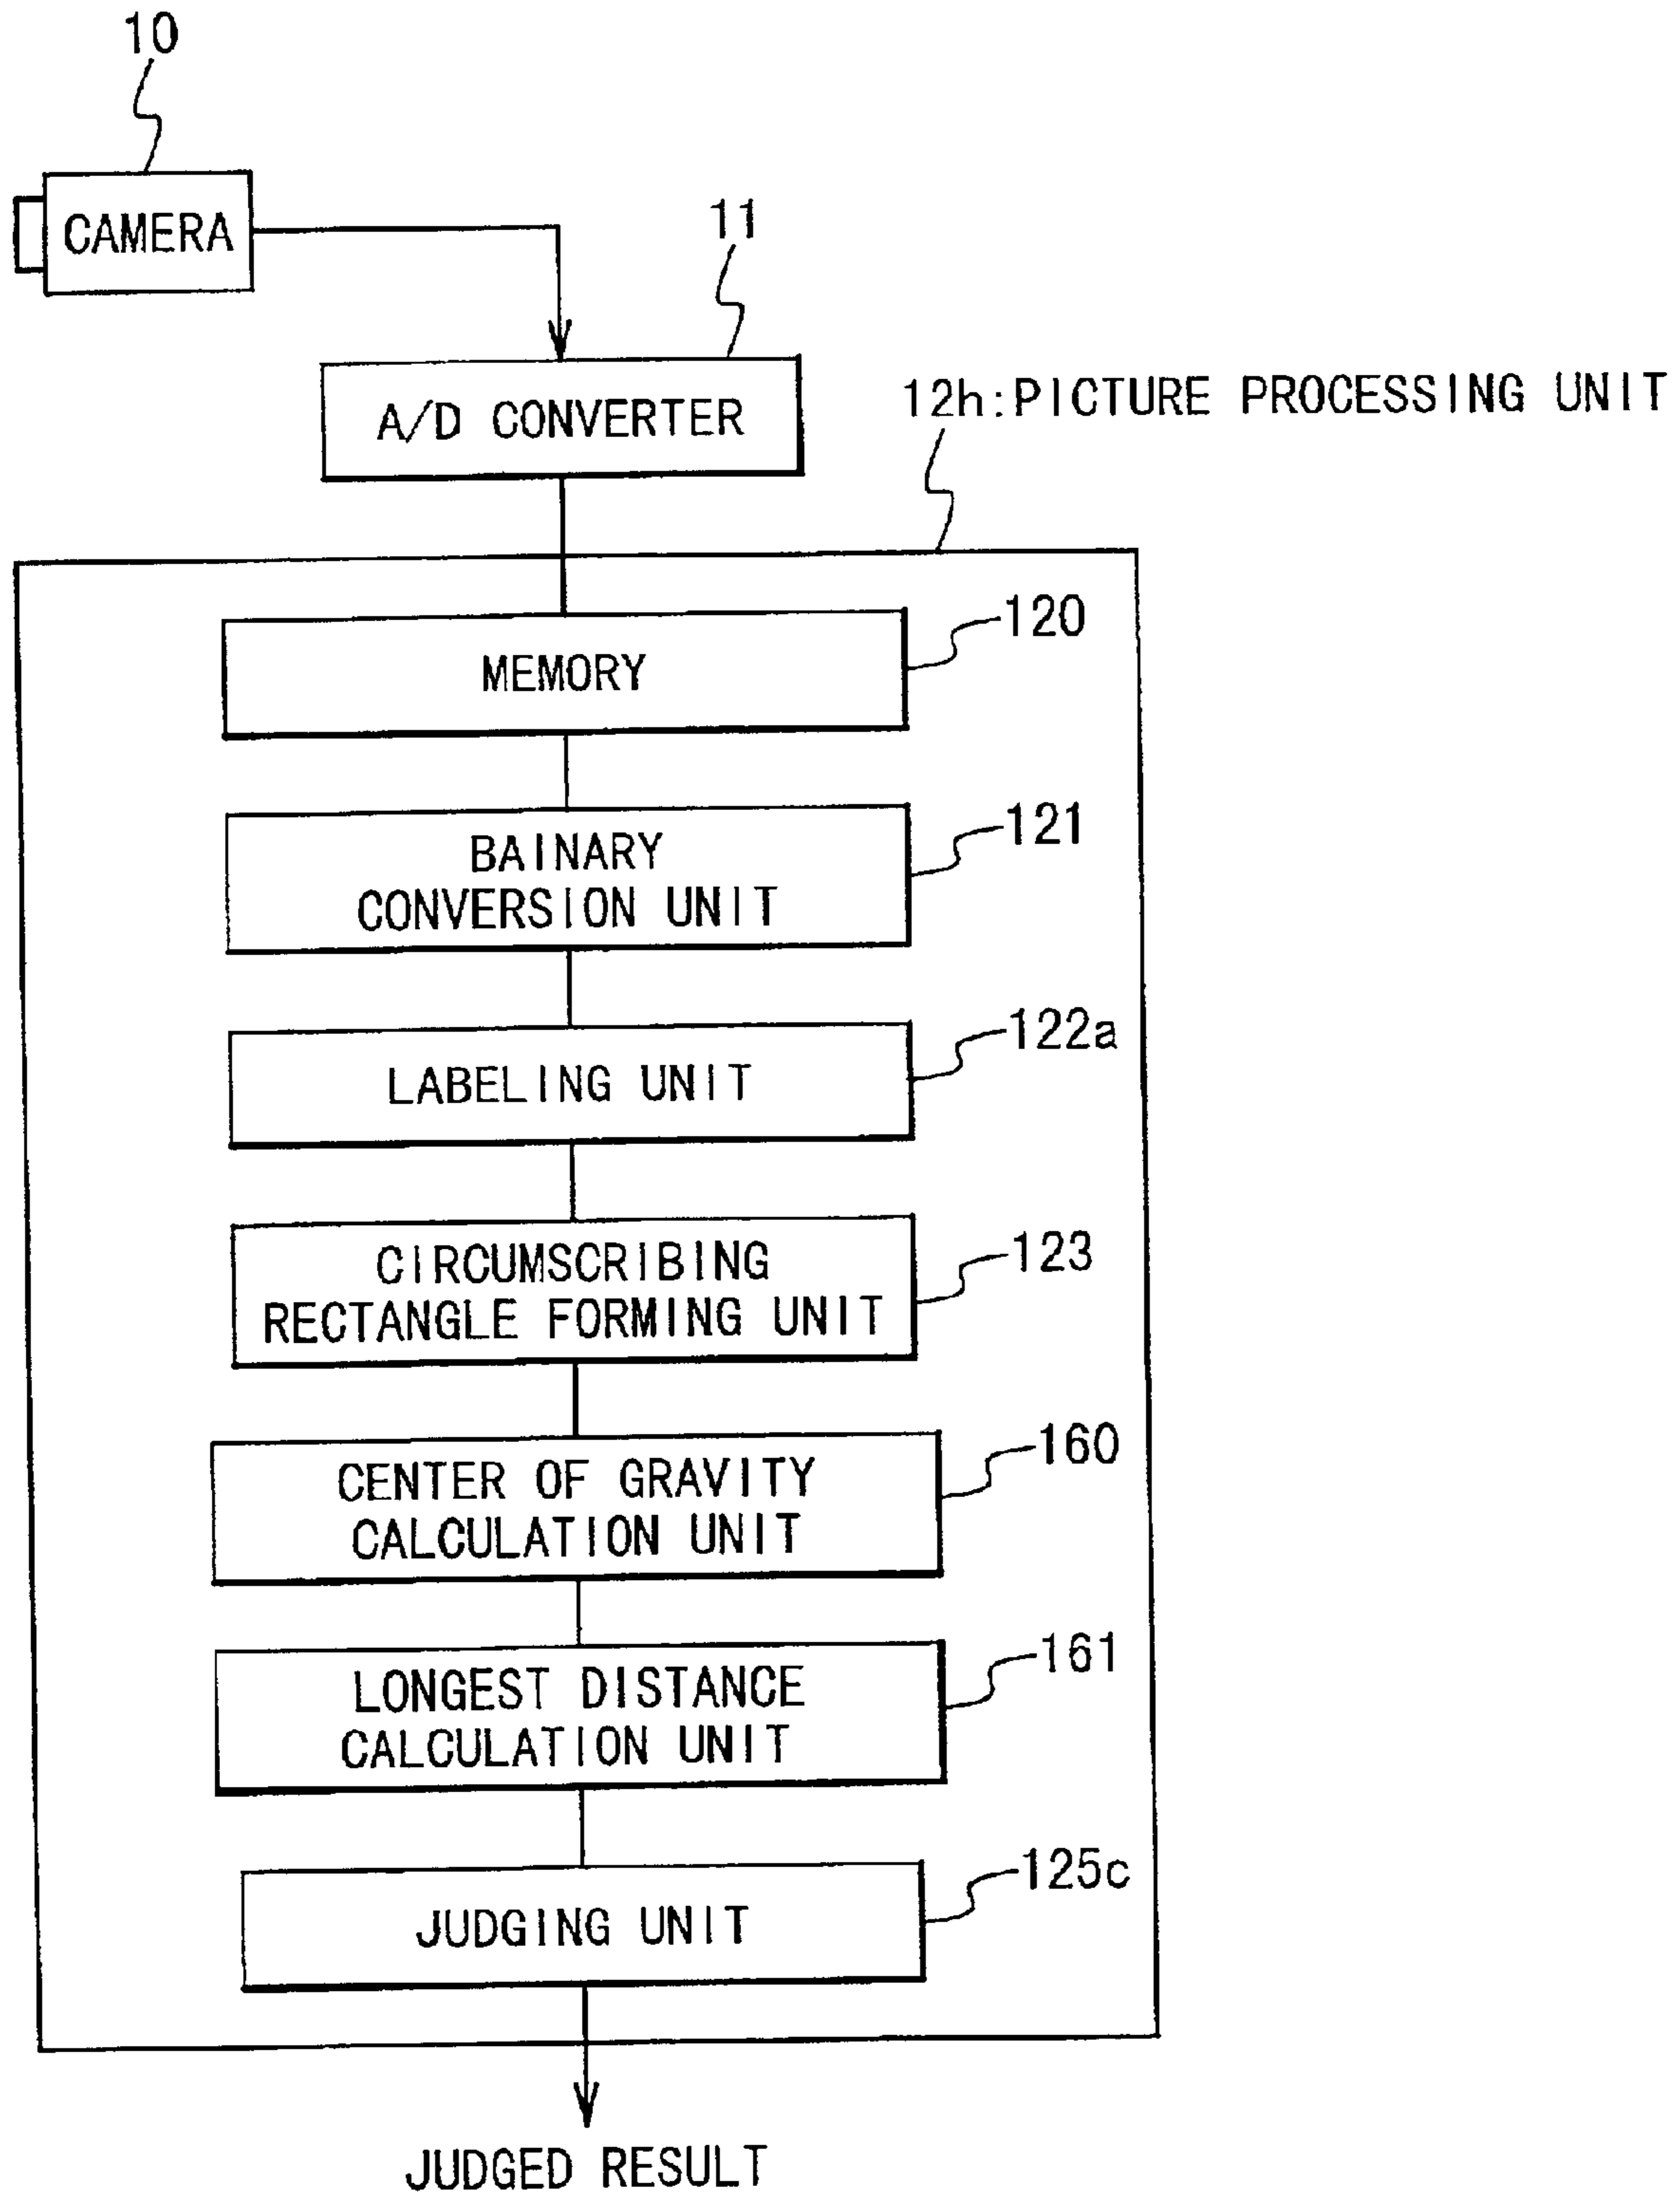 10
CAMERA
11
A/D CONVERTER
12h:PICTURE PROCESSING UNIT
120
MEMORY
121
BAINARY
CONVERSION UNIT
122a
LABELING UNIT
123
CIRCUMSCRIBING
RECTANGLE FORMING UNIT
160
CENTER OF GRAVITY
CALCULATION UNIT
161
LONGEST DISTANCE
CALCULATION UNIT
125c
JUDGING UNIT
JUDGED RESULT